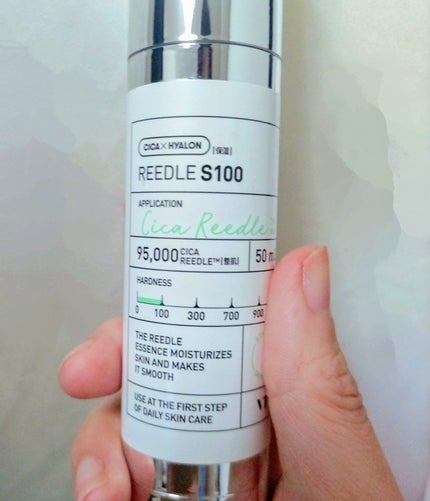 CICA × HYALON |保湿|
REEDLE S100
APPLICATION
Cica Reedle
95,000 CICA REEDLE™ |整肌| 50
HARDNESS
0 100 300 700 900
THE REEDLE
ESSENCE MOISTURIZES
SKIN AND MAKES
IT SMOOTH
USE AT THE FIRST STEP
OF DAILY SKIN CARE